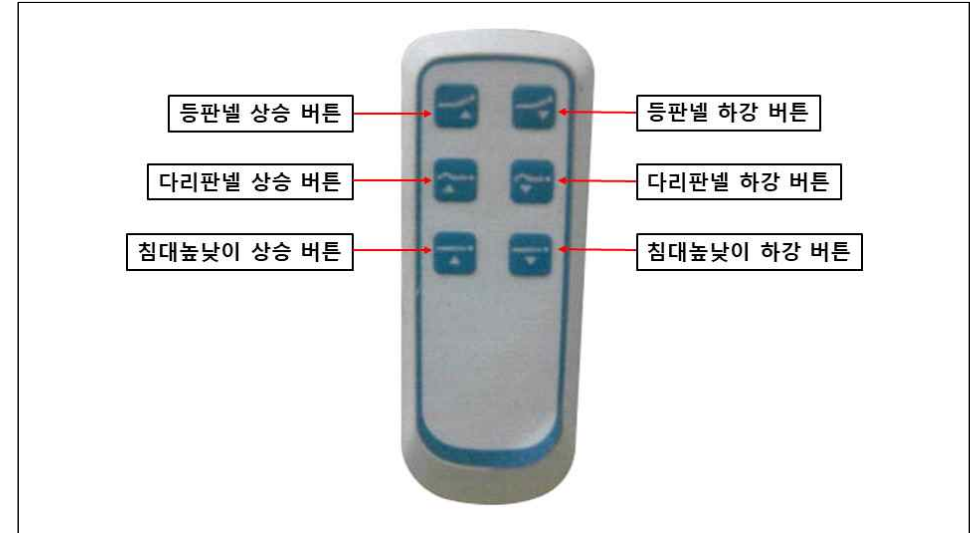 등판넬 상승 버튼
등판넬 하강 버튼
다리판넬 상승 버튼
다리판넬 하강 버튼
침대높낮이 상승 버튼
침대높낮이 하강 버튼